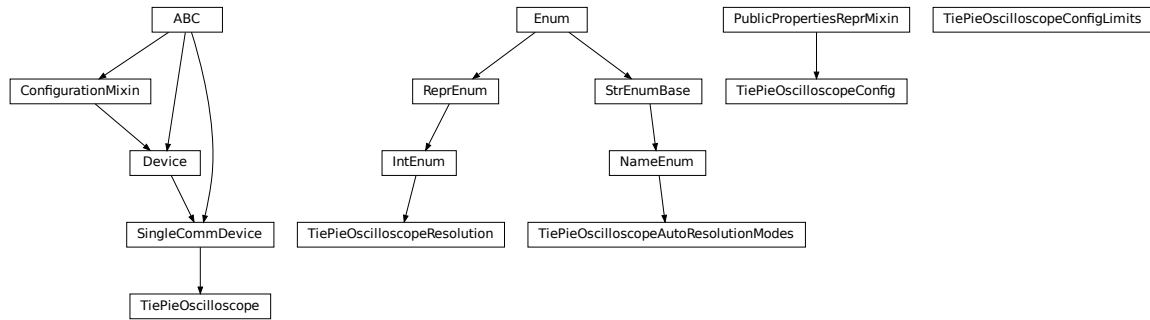 ABC
Enum
PublicPropertiesReprMixin
TiePieOscilloscopeConfigLimits
ConfigurationMixin
ReprEnum
StrEnumBase
TiePieOscilloscopeConfig
Device
IntEnum
NameEnum
SingleCommDevice
TiePieOscilloscopeResolution
TiePieOscilloscopeAutoResolutionModes
TiePieOscilloscope